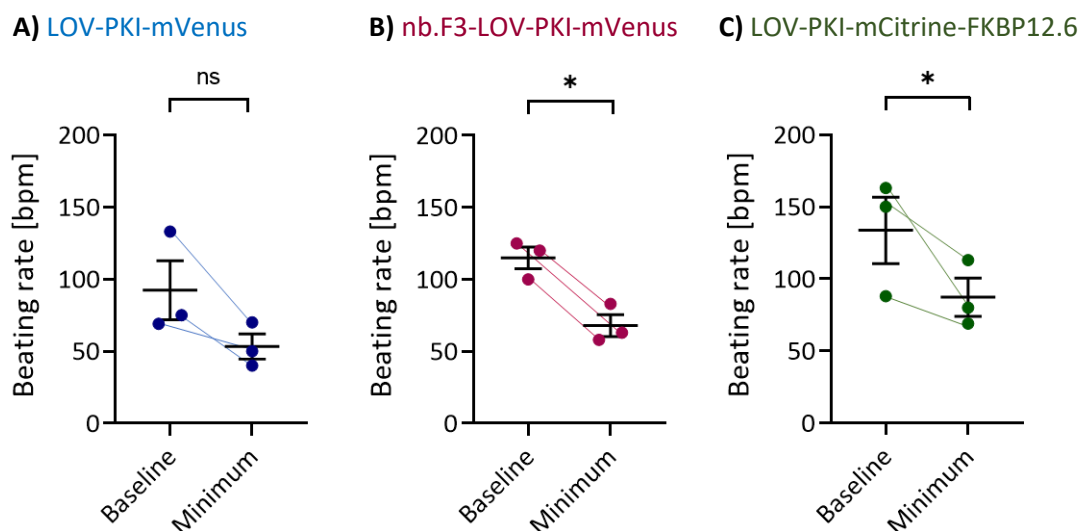 A) LOV-PKI-mVenus
ns
Beating rate [bpm]
200
150
100
50
0
Baseline
Minimum
B) nb.F3-LOV-PKI-mVenus
*
Beating rate [bpm]
200
150
100
50
0
Baseline
Minimum
C) LOV-PKI-mCitrine-FKBP12.6
*
Beating rate [bpm]
200
150
100
50
0
Baseline
Minimum